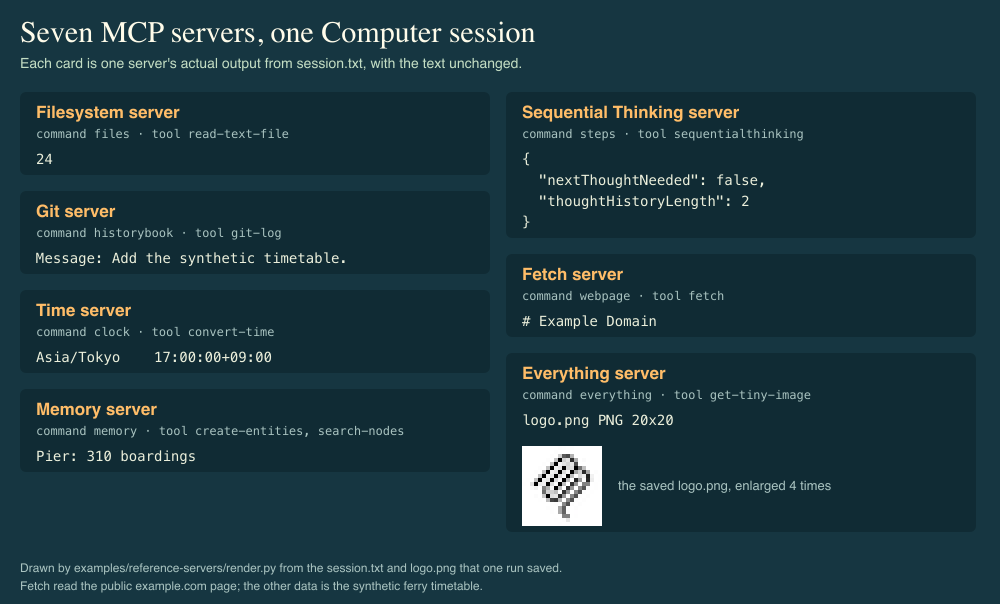 Seven MCP servers, one Computer session
Each card is one server's actual output from session.txt, with the text unchanged.
Filesystem server
command files · tool read-text-file
24
Git server
command historybook · tool git-log
Message: Add the synthetic timetable.
Time server
command clock · tool convert-time
Asia/Tokyo    17:00:00+09:00
Memory server
command memory · tool create-entities, search-nodes
Pier: 310 boardings
Sequential Thinking server
command steps · tool sequentialthinking
{
  "nextThoughtNeeded": false,
  "thoughtHistoryLength": 2
}
Fetch server
command webpage · tool fetch
# Example Domain
Everything server
command everything · tool get-tiny-image
logo.png PNG 20x20
the saved logo.png, enlarged 4 times
Drawn by examples/reference-servers/render.py from the session.txt and logo.png that one run saved.
Fetch read the public example.com page; the other data is the synthetic ferry timetable.